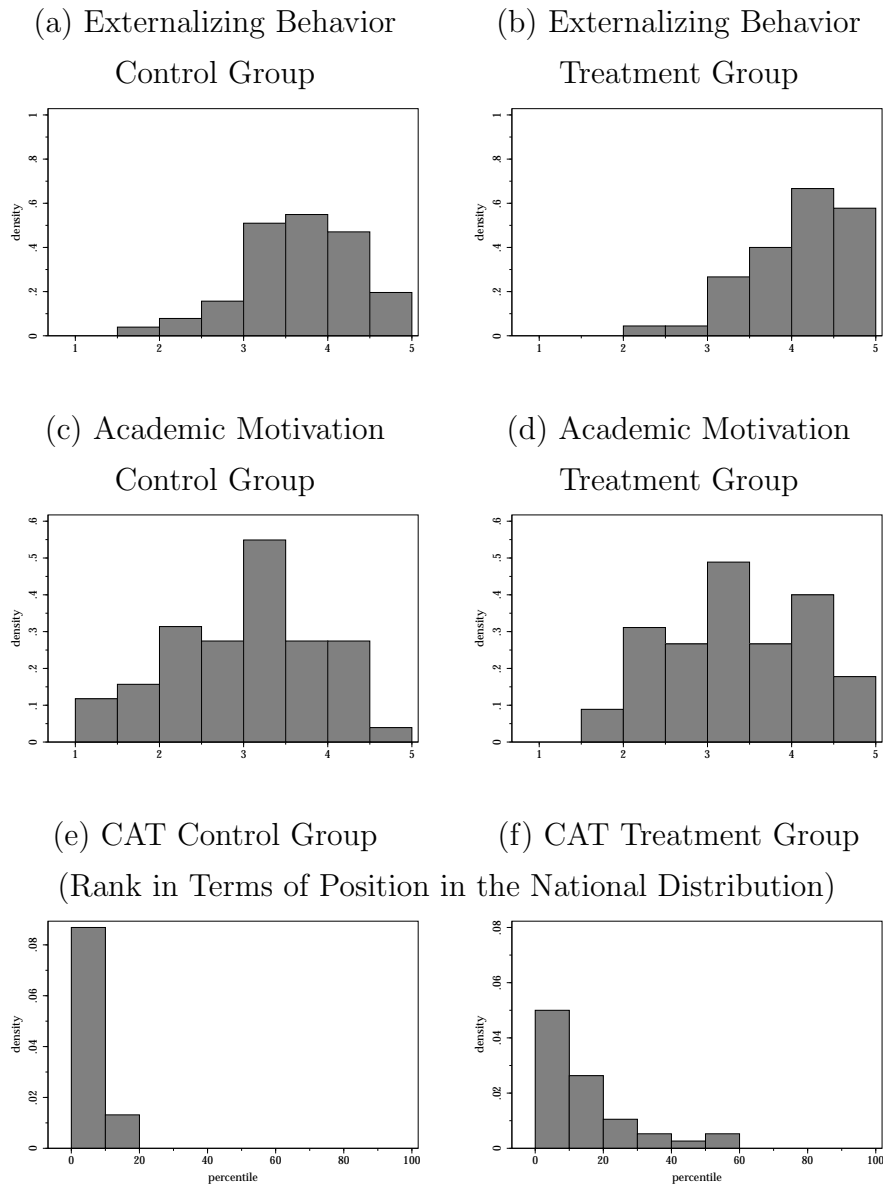 (a) Externalizing Behavior
Control Group
(b) Externalizing Behavior
Treatment Group
density
0 .2 .4 .6 .8 1
1 2 3 4 5
density
0 .2 .4 .6 .8 1
1 2 3 4 5
(c) Academic Motivation
Control Group
(d) Academic Motivation
Treatment Group
density
0 .1 .2 .3 .4 .5 .6
1 2 3 4 5
density
0 .1 .2 .3 .4 .5 .6
1 2 3 4 5
(e) CAT Control Group
(f) CAT Treatment Group
(Rank in Terms of Position in the National Distribution)
density
0 .02 .04 .06 .08
0 20 40 60 80 100
percentile
density
0 .02 .04 .06 .08
0 20 40 60 80 100
percentile